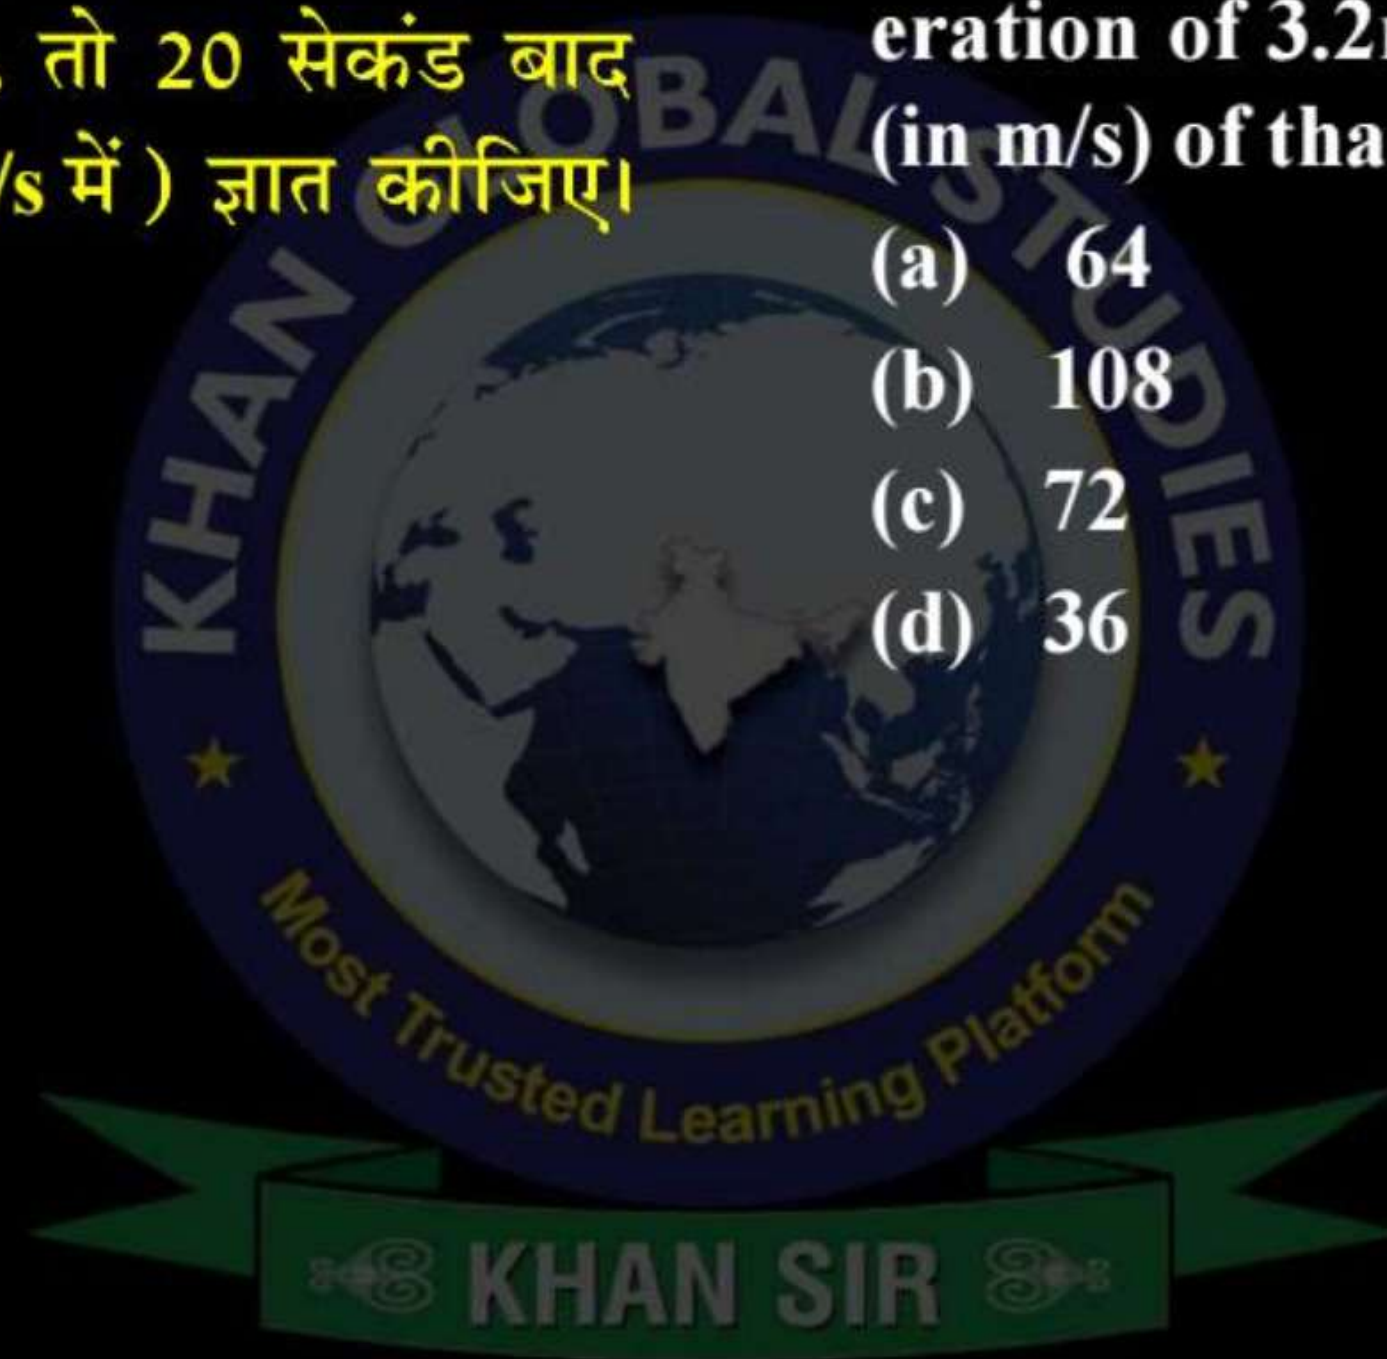 तो 20 सेकंड बाद
/s में ) ज्ञात कीजिए।
eration of 3.2
(in m/s) of tha
(a) 64
(b) 108
(c) 72
(d) 36
KHAN GLOBAL STUDIES
Most Trusted Learning Platform
KHAN SIR